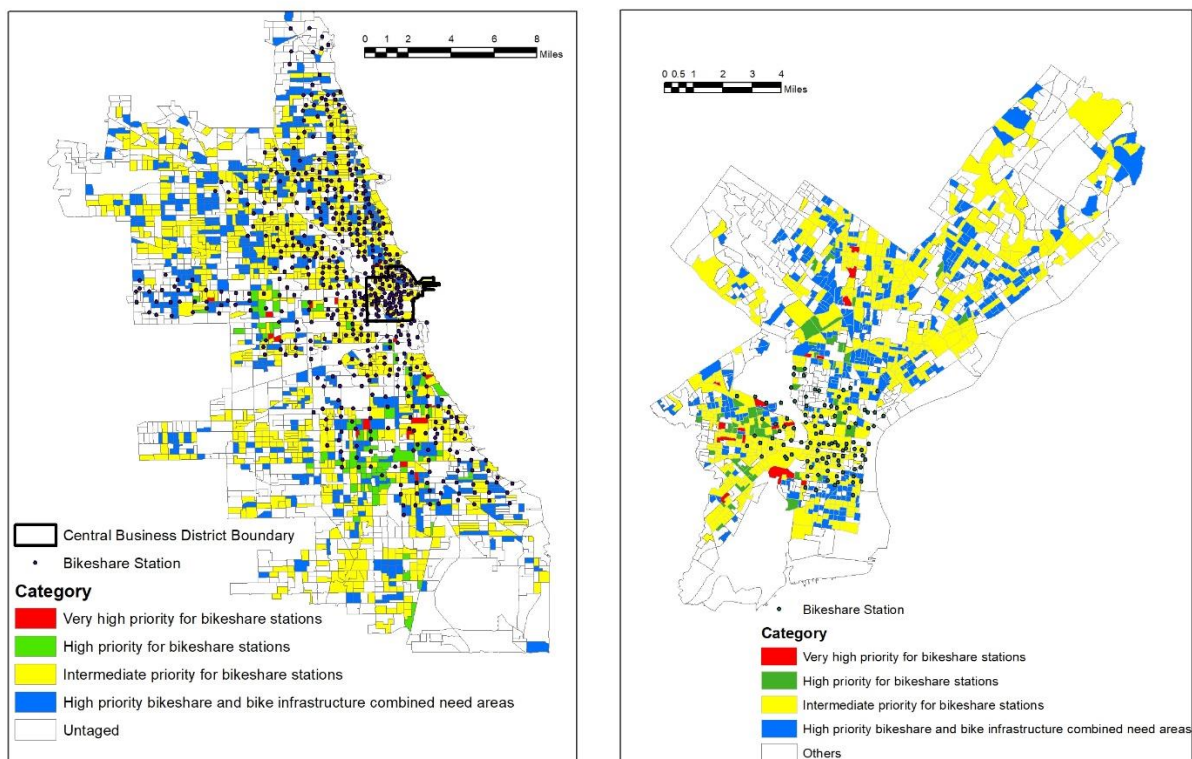 0 1 2 4 6 8
Miles
Central Business District Boundary
Bikeshare Station
Category
Very high priority for bikeshare stations
High priority for bikeshare stations
Intermediate priority for bikeshare stations
High priority bikeshare and bike infrastructure combined need areas
Untaged
0 0.5 1 2 3 4
Miles
Bikeshare Station
Category
Very high priority for bikeshare stations
High priority for bikeshare stations
Intermediate priority for bikeshare stations
High priority bikeshare and bike infrastructure combined need areas
Others